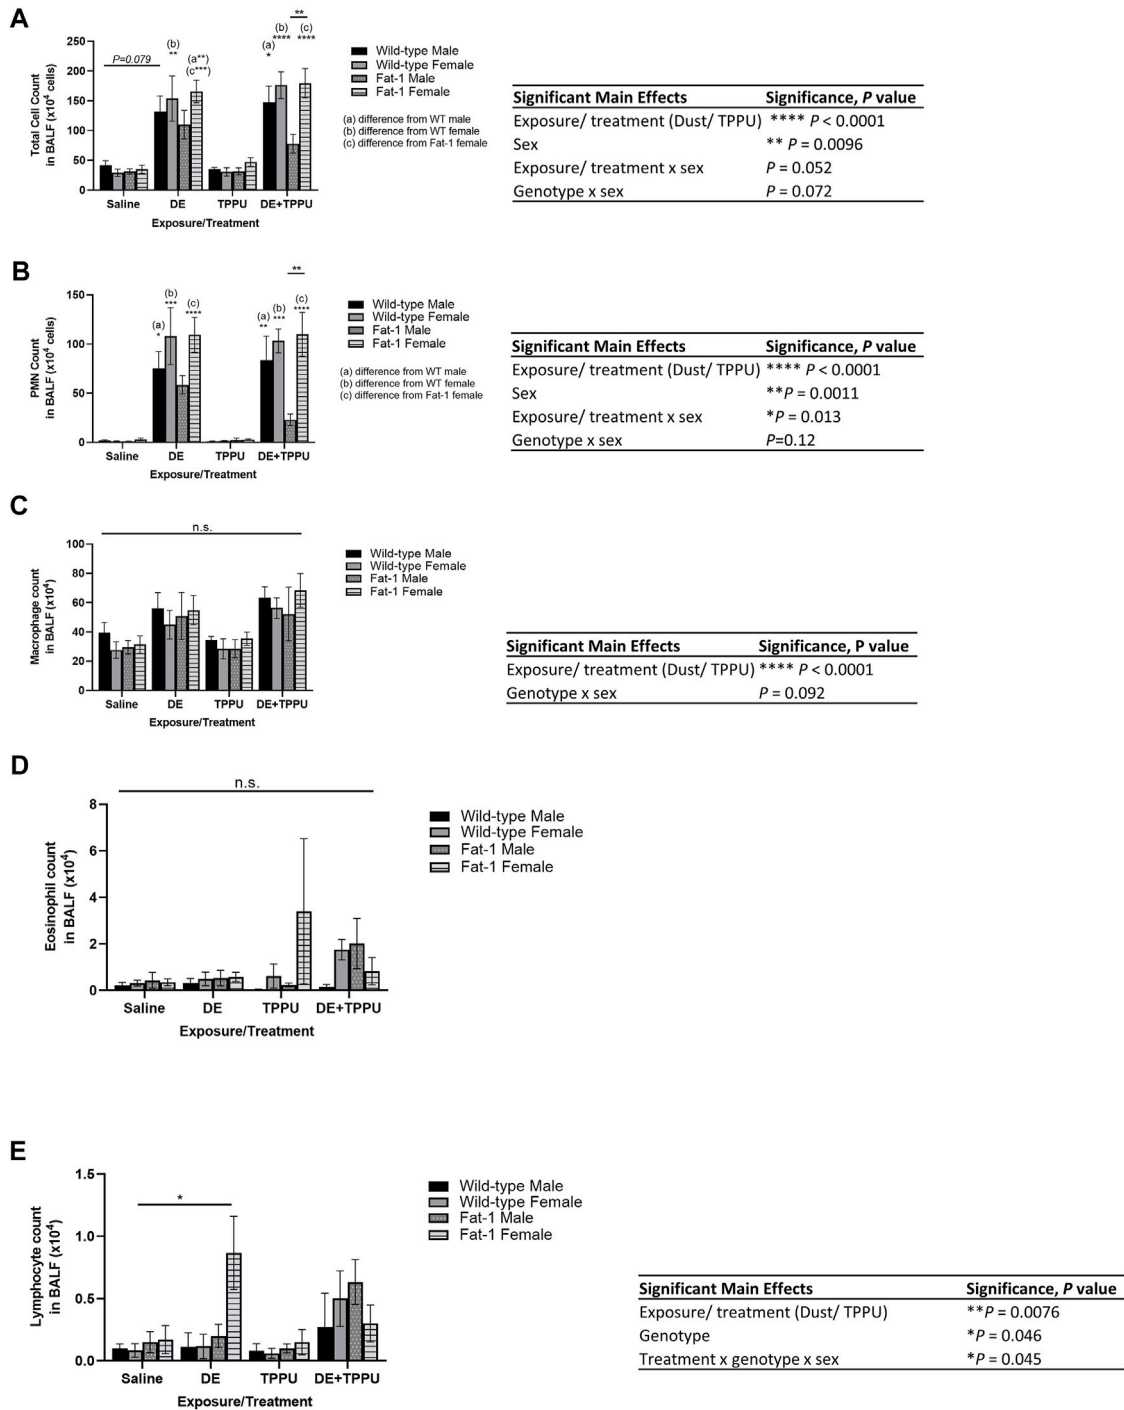 A
Total Cell Count
in BALF (x10⁴ cells)
250
200
150
100
50
0
P=0.079
(b)
**
(a**)
(c***)
(a)
*
(b)
****
**
(c)
****
Saline DE TPPU DE+TPPU
Exposure/Treatment
Wild-type Male
Wild-type Female
Fat-1 Male
Fat-1 Female
(a) difference from WT male
(b) difference from WT female
(c) difference from Fat-1 female
Significant Main Effects Significance, P value
Exposure/ treatment (Dust/ TPPU) **** P < 0.0001
Sex ** P = 0.0096
Exposure/ treatment x sex P = 0.052
Genotype x sex P = 0.072
B
PMN Count
in BALF (x10⁴ cells)
150
100
50
0
(a)
*
(b)
***
(c)
****
(a)
**
(b)
***
**
(c)
****
Saline DE TPPU DE+TPPU
Exposure/Treatment
Wild-type Male
Wild-type Female
Fat-1 Male
Fat-1 Female
(a) difference from WT male
(b) difference from WT female
(c) difference from Fat-1 female
Significant Main Effects Significance, P value
Exposure/ treatment (Dust/ TPPU) **** P < 0.0001
Sex **P = 0.0011
Exposure/ treatment x sex *P = 0.013
Genotype x sex P=0.12
C
Macrophage count
in BALF (x10⁴)
100
80
60
40
20
0
n.s.
Saline DE TPPU DE+TPPU
Exposure/Treatment
Wild-type Male
Wild-type Female
Fat-1 Male
Fat-1 Female
Significant Main Effects Significance, P value
Exposure/ treatment (Dust/ TPPU) **** P < 0.0001
Genotype x sex P = 0.092
D
Eosinophil count
in BALF (x10⁴)
8
6
4
2
0
n.s.
Saline DE TPPU DE+TPPU
Exposure/Treatment
Wild-type Male
Wild-type Female
Fat-1 Male
Fat-1 Female
E
Lymphocyte count
in BALF (x10⁴)
1.5
1.0
0.5
0.0
*
Saline DE TPPU DE+TPPU
Exposure/Treatment
Wild-type Male
Wild-type Female
Fat-1 Male
Fat-1 Female
Significant Main Effects Significance, P value
Exposure/ treatment (Dust/ TPPU) **P = 0.0076
Genotype *P = 0.046
Treatment x genotype x sex *P = 0.045